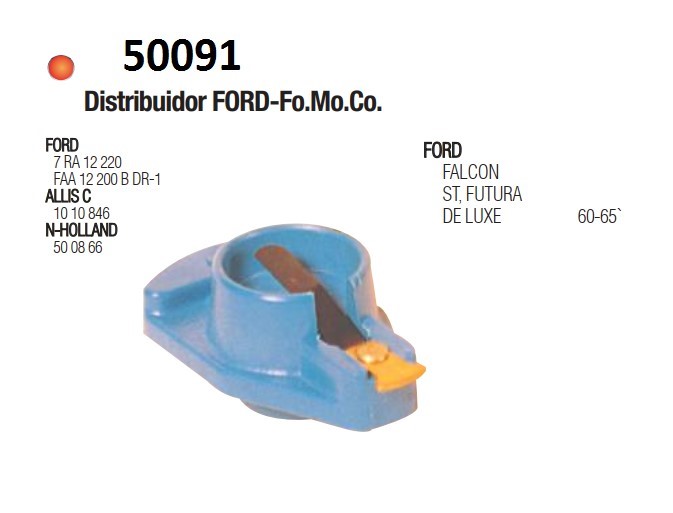 50091
Distribuidor FORD-Fo.Mo.Co.
FORD
7 RA 12 220
FAA 12 200 B DR-1
ALLIS C
10 10 846
N-HOLLAND
50 08 66
FORD
FALCON
ST, FUTURA
DE LUXE 60-65`